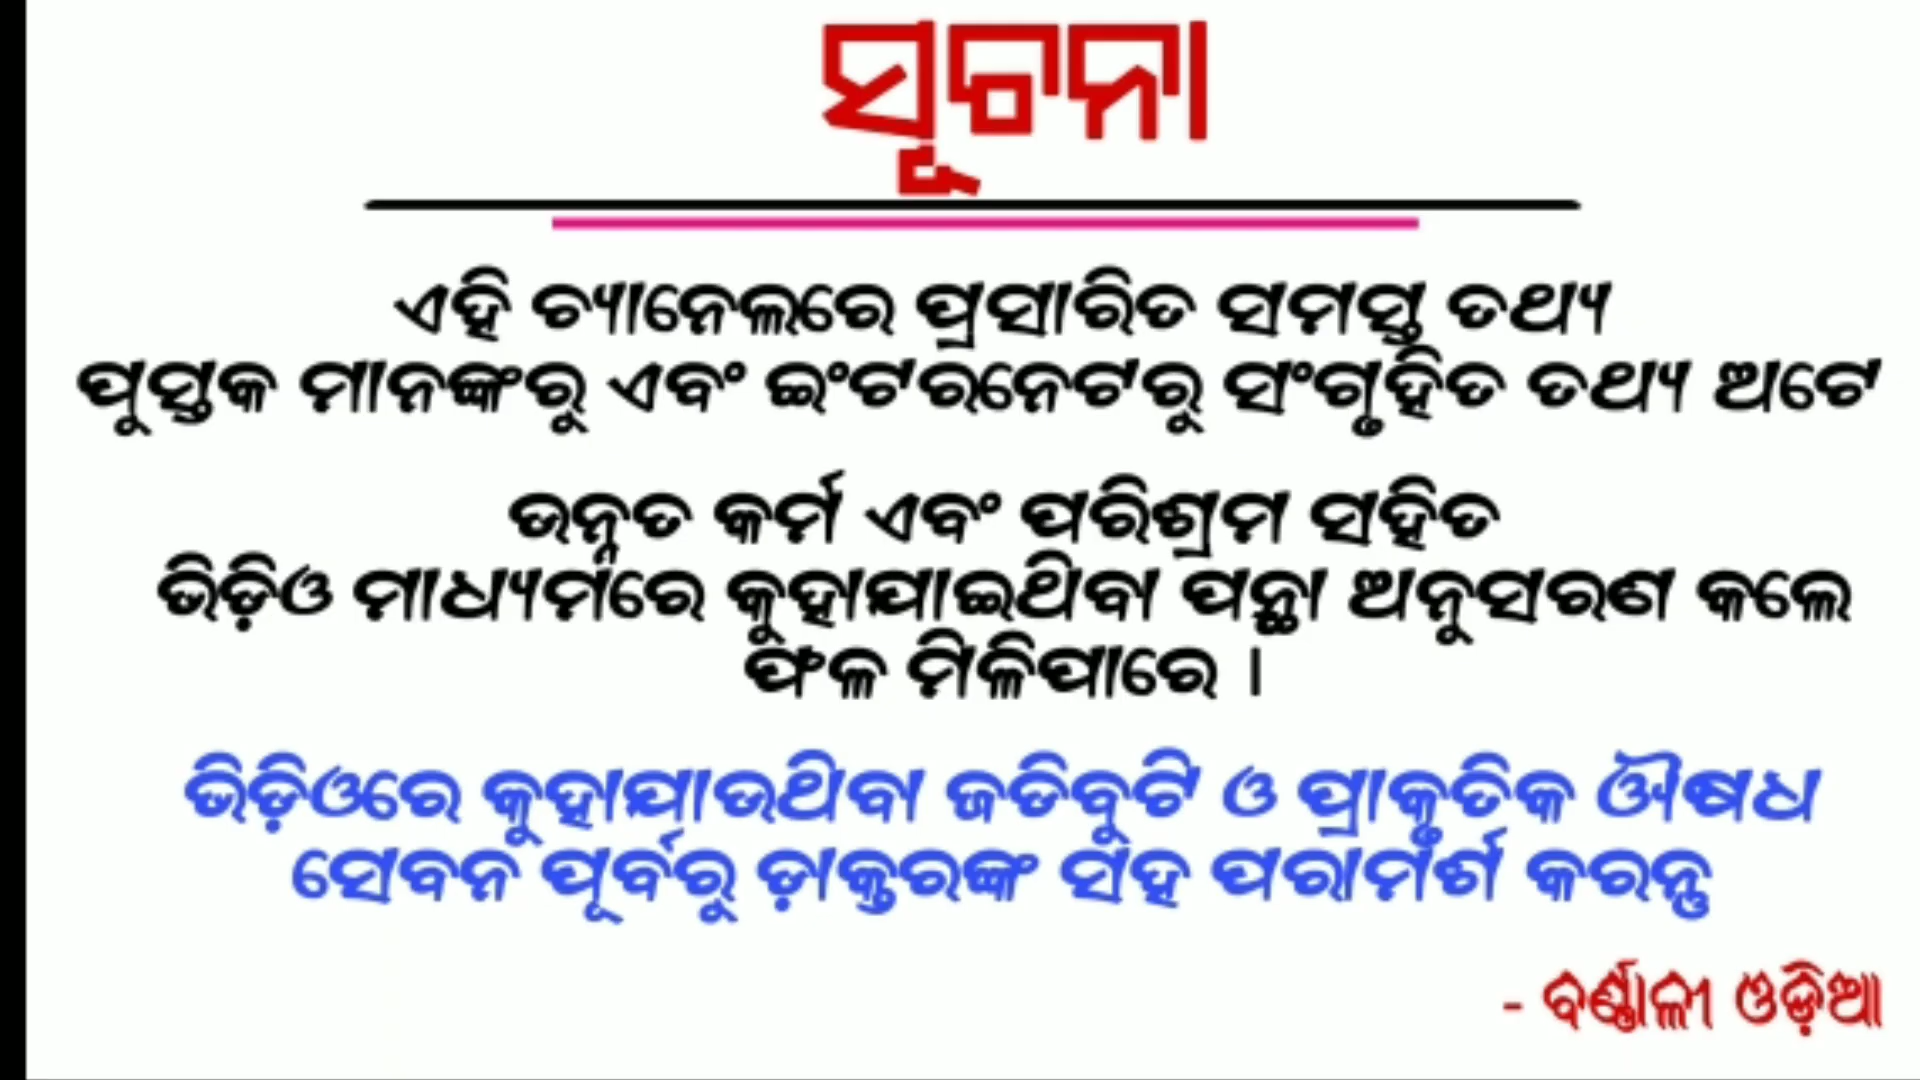 ସୂଚନା
ଏହି ଚ୍ୟାନେଲରେ ପ୍ରସାରିତ ସମସ୍ତ ତଥ୍ୟ
ପୁସ୍ତକ ମାନଙ୍କରୁ ଏବଂ ଇଂଟରନେଟରୁ ସଂଗୃହିତ ତଥ୍ୟ ଅଟେ
ଉନ୍ନତ କର୍ମ ଏବଂ ପରିଶ୍ରମ ସହିତ
ଭିଡ଼ିଓ ମାଧ୍ୟମରେ କୁହାଯାଇଥିବା ପନ୍ଥା ଅନୁସରଣ କଲେ
ଫଳ ମିଳିପାରେ ।
ଭିଡ଼ିଓରେ କୁହାଯାଉଥିବା ଜଡିବୁଟି ଓ ପ୍ରାକୃତିକ ଔଷଧ
ସେବନ ପୂର୍ବରୁ ଡ଼ାକ୍ତରଙ୍କ ସହ ପରାମର୍ଶ କରନ୍ତୁ
- ବର୍ଣ୍ଣାଳୀ ଓଡ଼ିଆ